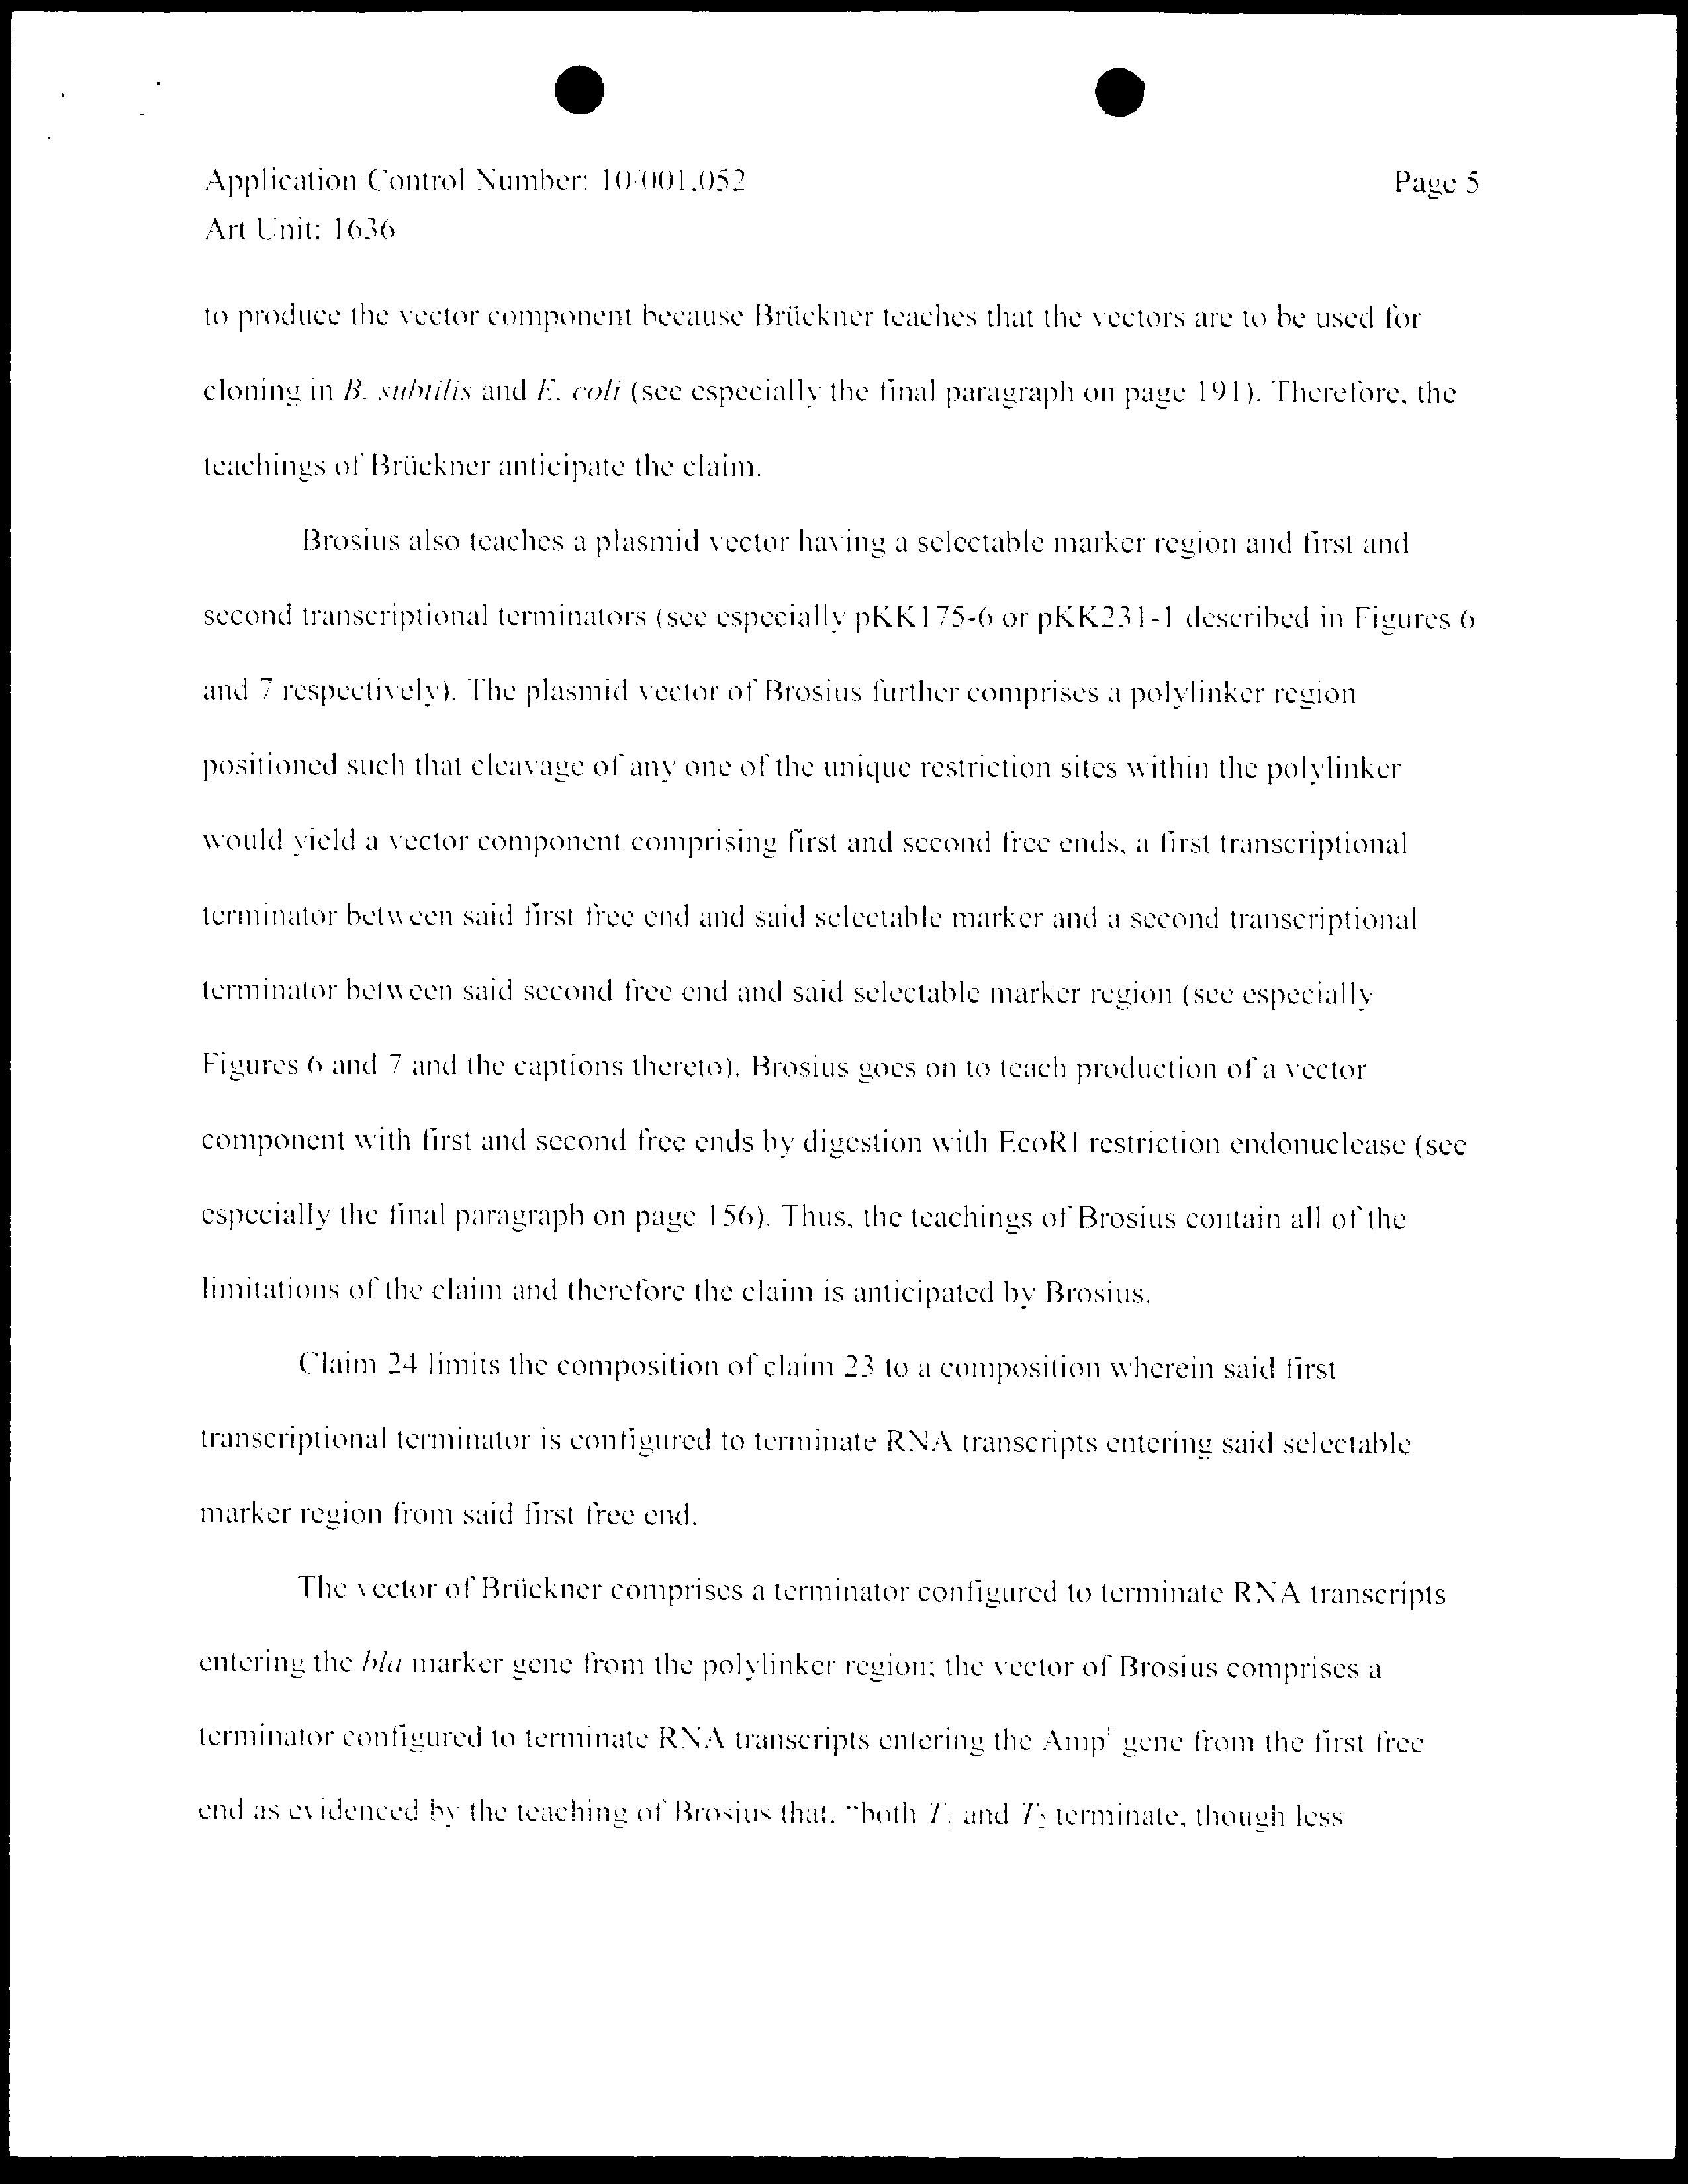 Application/Control Number: 10/001,052 Page 5
Art Unit: 1636
to produce the vector component because Brückner teaches that the vectors are to be used for
cloning in B. subtilis and E. coli (see especially the final paragraph on page 191). Therefore, the
teachings of Brückner anticipate the claim.
Brosius also teaches a plasmid vector having a selectable marker region and first and
second transcriptional terminators (see especially pKK175-6 or pKK231-1 described in Figures 6
and 7 respectively). The plasmid vector of Brosius further comprises a polylinker region
positioned such that cleavage of any one of the unique restriction sites within the polylinker
would yield a vector component comprising first and second free ends, a first transcriptional
terminator between said first free end and said selectable marker and a second transcriptional
terminator between said second free end and said selectable marker region (see especially
Figures 6 and 7 and the captions thereto). Brosius goes on to teach production of a vector
component with first and second free ends by digestion with EcoRI restriction endonuclease (see
especially the final paragraph on page 156). Thus, the teachings of Brosius contain all of the
limitations of the claim and therefore the claim is anticipated by Brosius.
Claim 24 limits the composition of claim 23 to a composition wherein said first
transcriptional terminator is configured to terminate RNA transcripts entering said selectable
marker region from said first free end.
The vector of Brückner comprises a terminator configured to terminate RNA transcripts
entering the bla marker gene from the polylinker region; the vector of Brosius comprises a
terminator configured to terminate RNA transcripts entering the Ampʳ gene from the first free
end as evidenced by the teaching of Brosius that, "both T₁ and T₂ terminate, though less